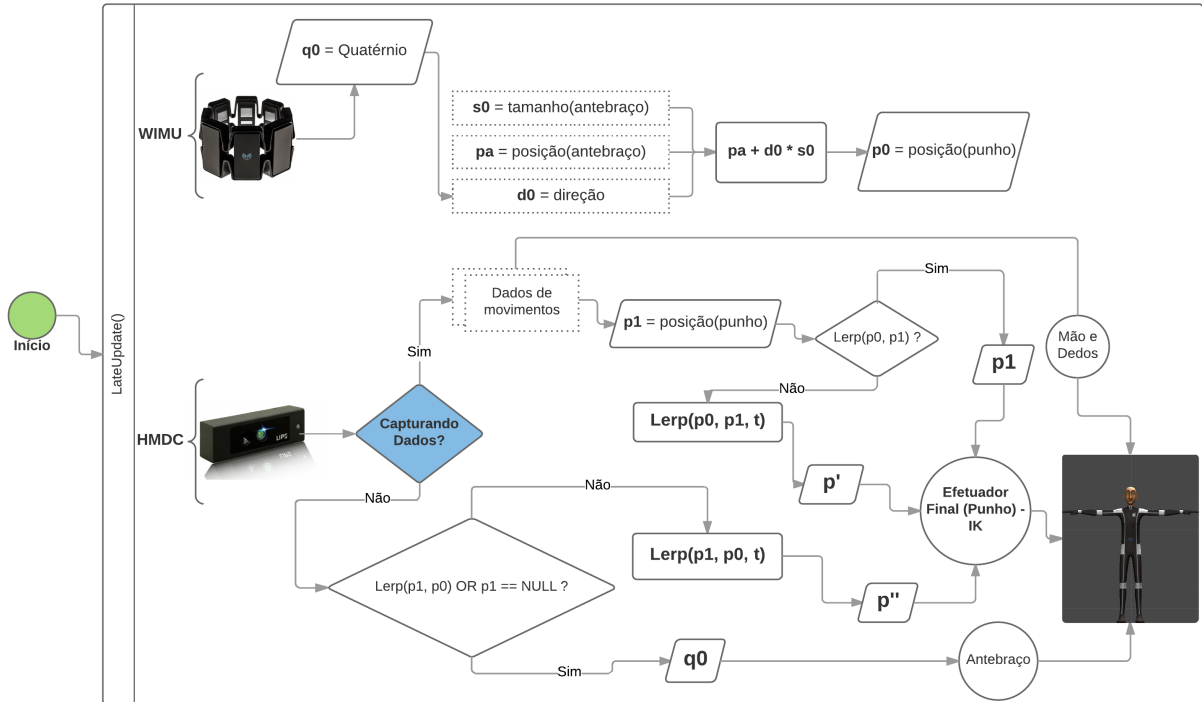 q0 = Quatérnio
WIMU
s0 = tamanho(antebraço)
pa = posição(antebraço)
d0 = direção
pa + d0 * s0
p0 = posição(punho)
Início
LateUpdate()
Dados de
movimentos
Sim
p1 = posição(punho)
Lerp(p0, p1) ?
Sim
p1
Mão e
Dedos
Não
Lerp(p0, p1, t)
p'
HMDC
LIPS
Capturando
Dados?
Não
Não
Efetuador
Final (Punho) -
IK
Lerp(p1, p0) OR p1 == NULL ?
Lerp(p1, p0, t)
p''
Sim
q0
Antebraço